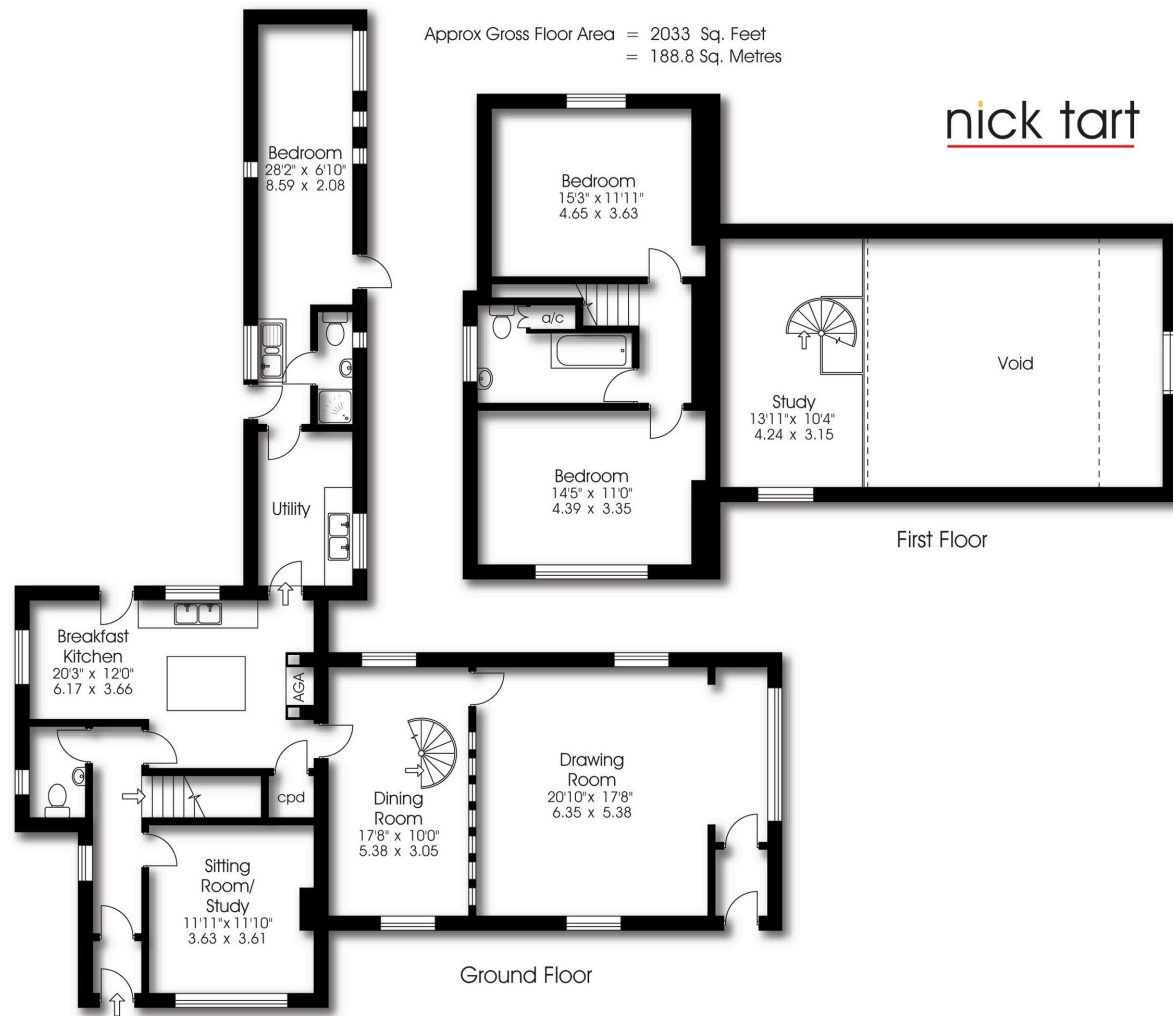 Approx Gross Floor Area = 2033 Sq. Feet
= 188.8 Sq. Metres
nick tart
Bedroom
28'2" x 6'10"
8.59 x 2.08
Bedroom
15'3" x 11'11"
4.65 x 3.63
a/c
Void
Study
13'11" x 10'4"
4.24 x 3.15
Bedroom
14'5" x 11'0"
4.39 x 3.35
Utility
First Floor
Breakfast
Kitchen
20'3" x 12'0"
6.17 x 3.66
AGA
cpd
Dining
Room
17'8" x 10'0"
5.38 x 3.05
Drawing
Room
20'10" x 17'8"
6.35 x 5.38
Sitting
Room/
Study
11'11" x 11'10"
3.63 x 3.61
Ground Floor